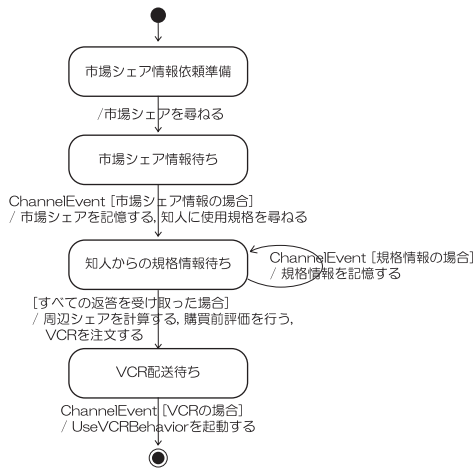 市場シェア情報依頼準備
/市場シェアを尋ねる
市場シェア情報待ち
ChannelEvent [市場シェア情報の場合]
/ 市場シェアを記憶する, 知人に使用規格を尋ねる
知人からの規格情報待ち
ChannelEvent [規格情報の場合]
/ 規格情報を記憶する
[すべての返答を受け取った場合]
/ 周辺シェアを計算する, 購買前評価を行う,
VCRを注文する
VCR配送待ち
ChannelEvent [VCRの場合]
/ UseVCRBehaviorを起動する